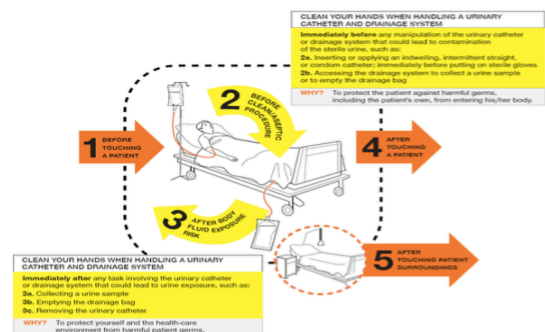 CLEAN YOUR HANDS WHEN HANDLING A URINARY
CATHETER AND DRAINAGE SYSTEM
Immediately before any manipulation of the urinary catheter
or drainage system that could lead to contamination
of the sterile urine, such as:
2a. Inserting or applying an indwelling, intermittent straight,
or condom catheter; immediately before putting on sterile gloves
2b. Accessing the drainage system to collect a urine sample
or to empty the drainage bag
WHY? To protect the patient against harmful germs,
including the patient's own, from entering his/her body.
1 BEFORE
TOUCHING
A PATIENT
2 BEFORE
CLEAN/ASEPTIC
PROCEDURE
3 AFTER BODY
FLUID EXPOSURE
RISK
4 AFTER
TOUCHING
A PATIENT
5 AFTER
TOUCHING PATIENT
SURROUNDINGS
CLEAN YOUR HANDS WHEN HANDLING A URINARY
CATHETER AND DRAINAGE SYSTEM
Immediately after any task involving the urinary catheter
or drainage system that could lead to urine exposure, such as:
3a. Collecting a urine sample
3b. Emptying the drainage bag
3c. Removing the urinary catheter
WHY? To protect yourself and the health-care
environment from harmful patient germs.